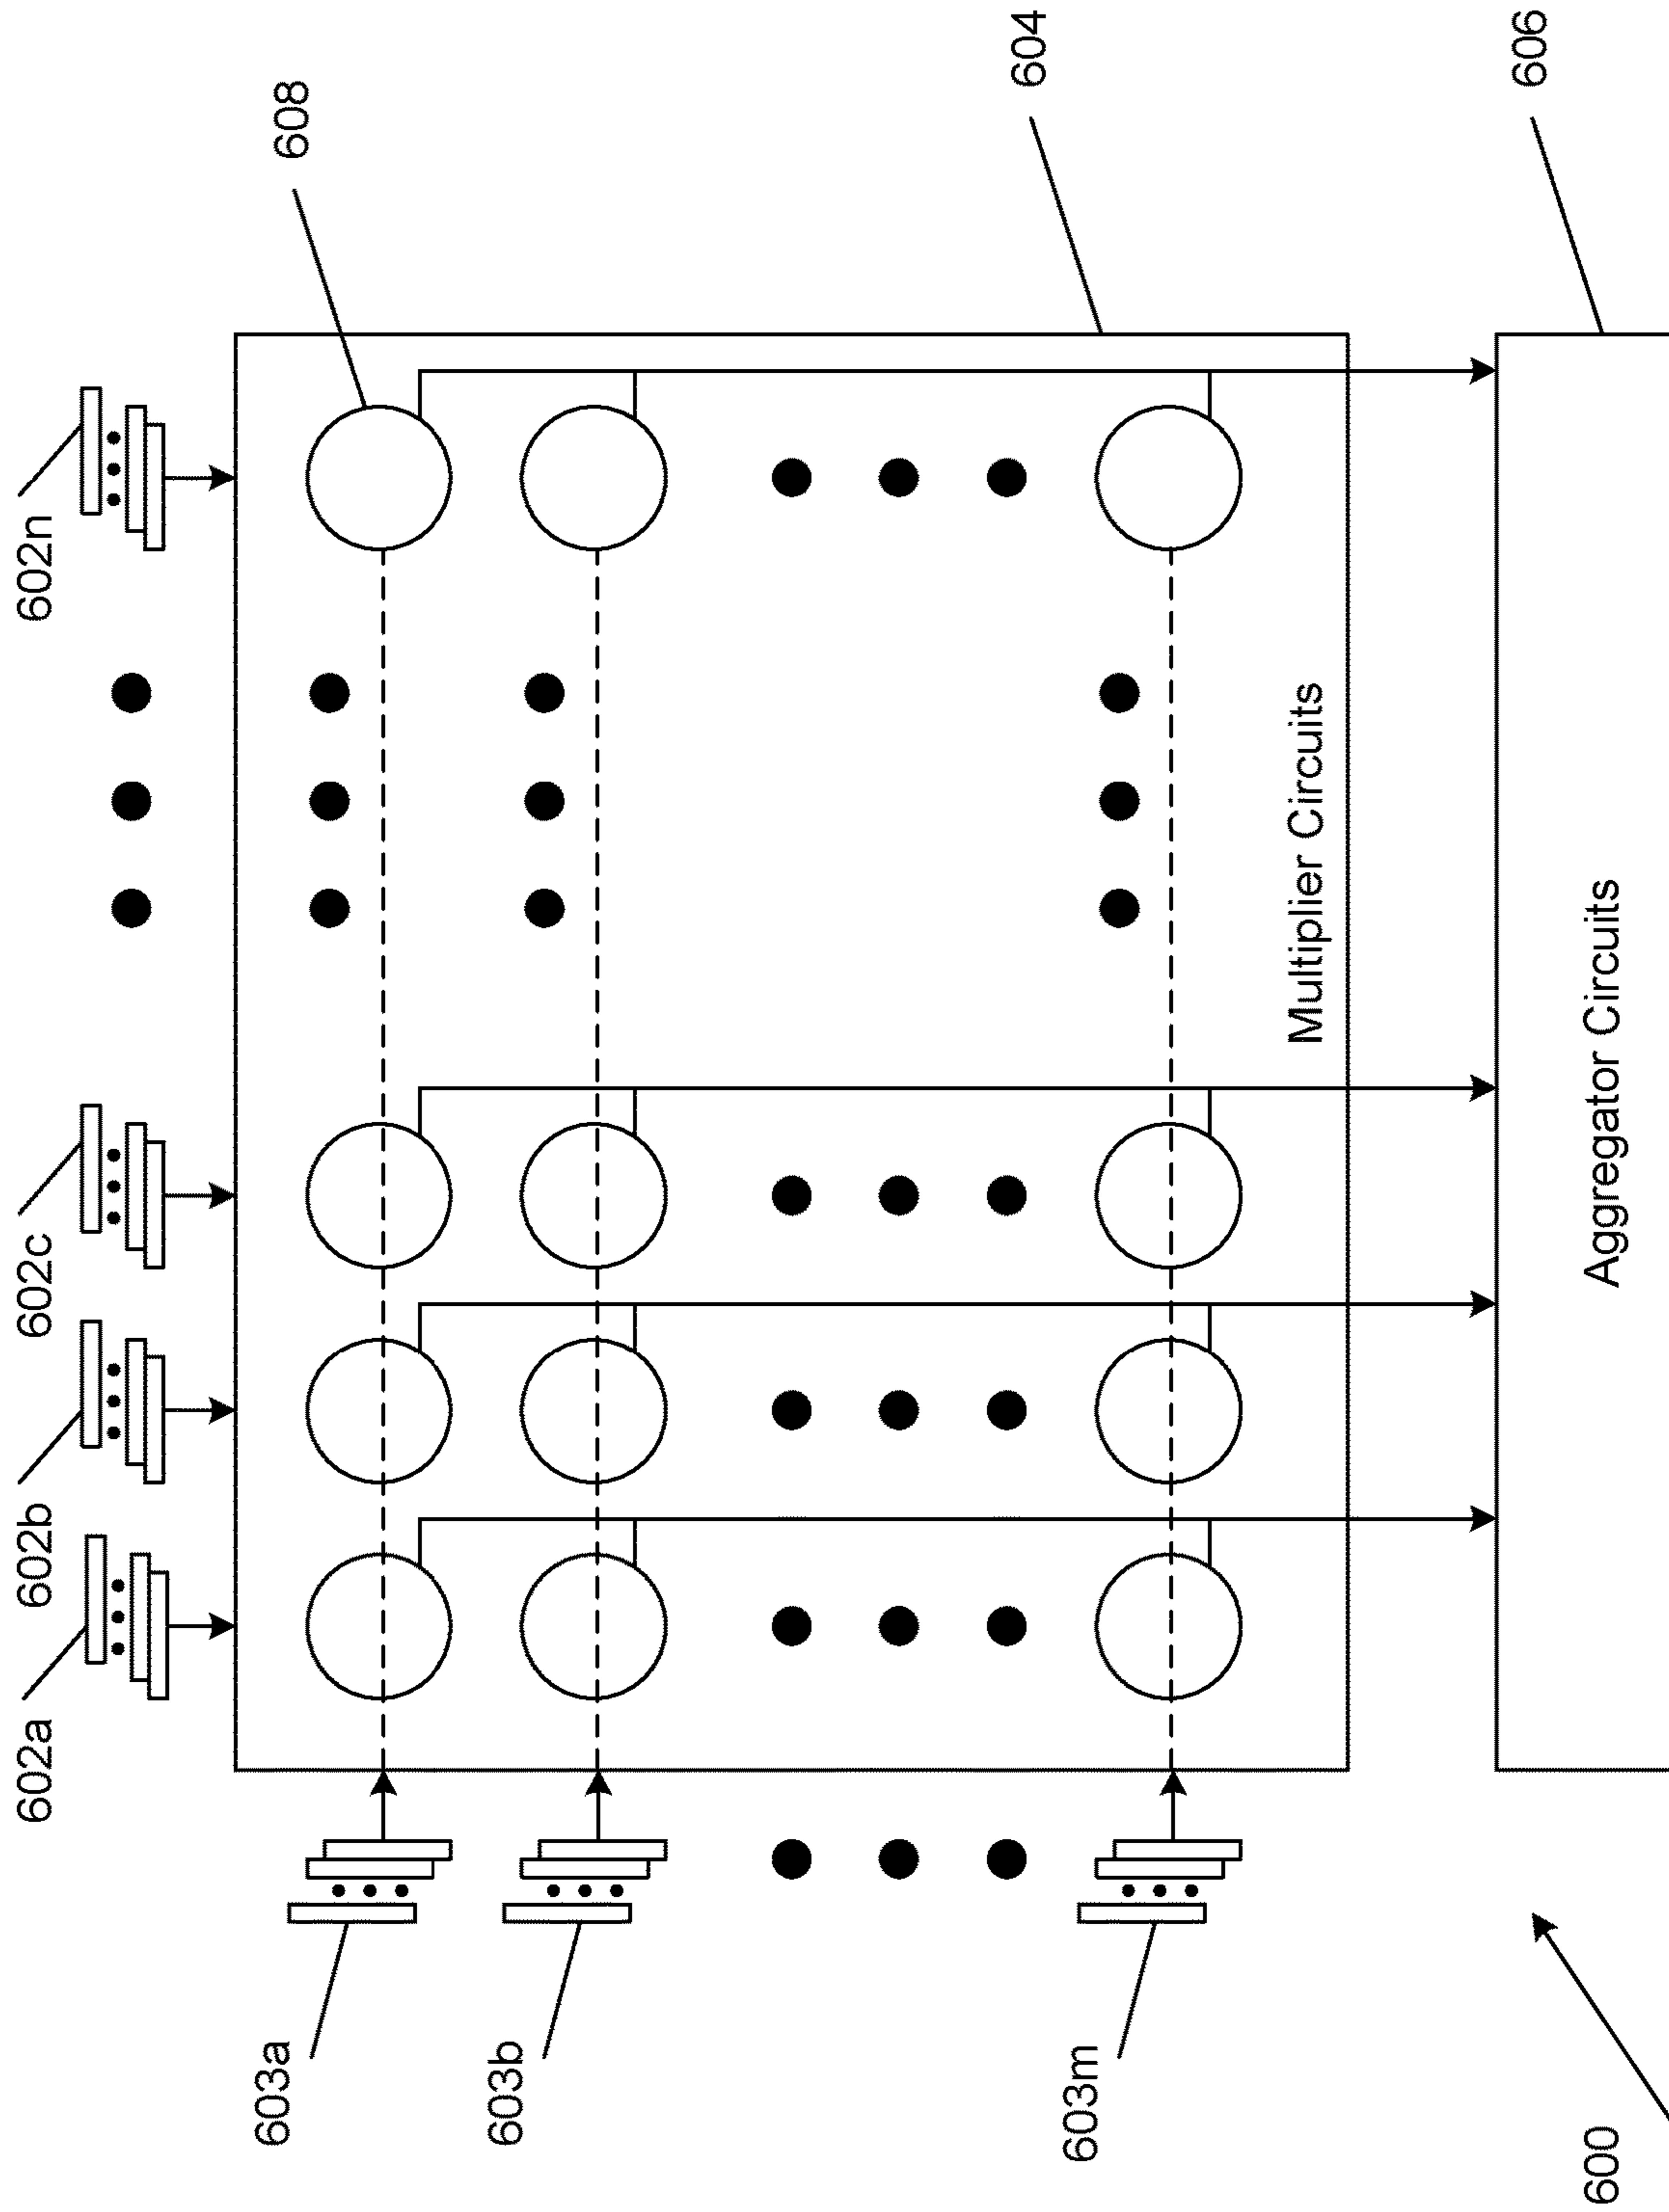 602a
602b
602c
602n
608
603a
603b
603m
604
Multiplier Circuits
606
Aggregator Circuits
600